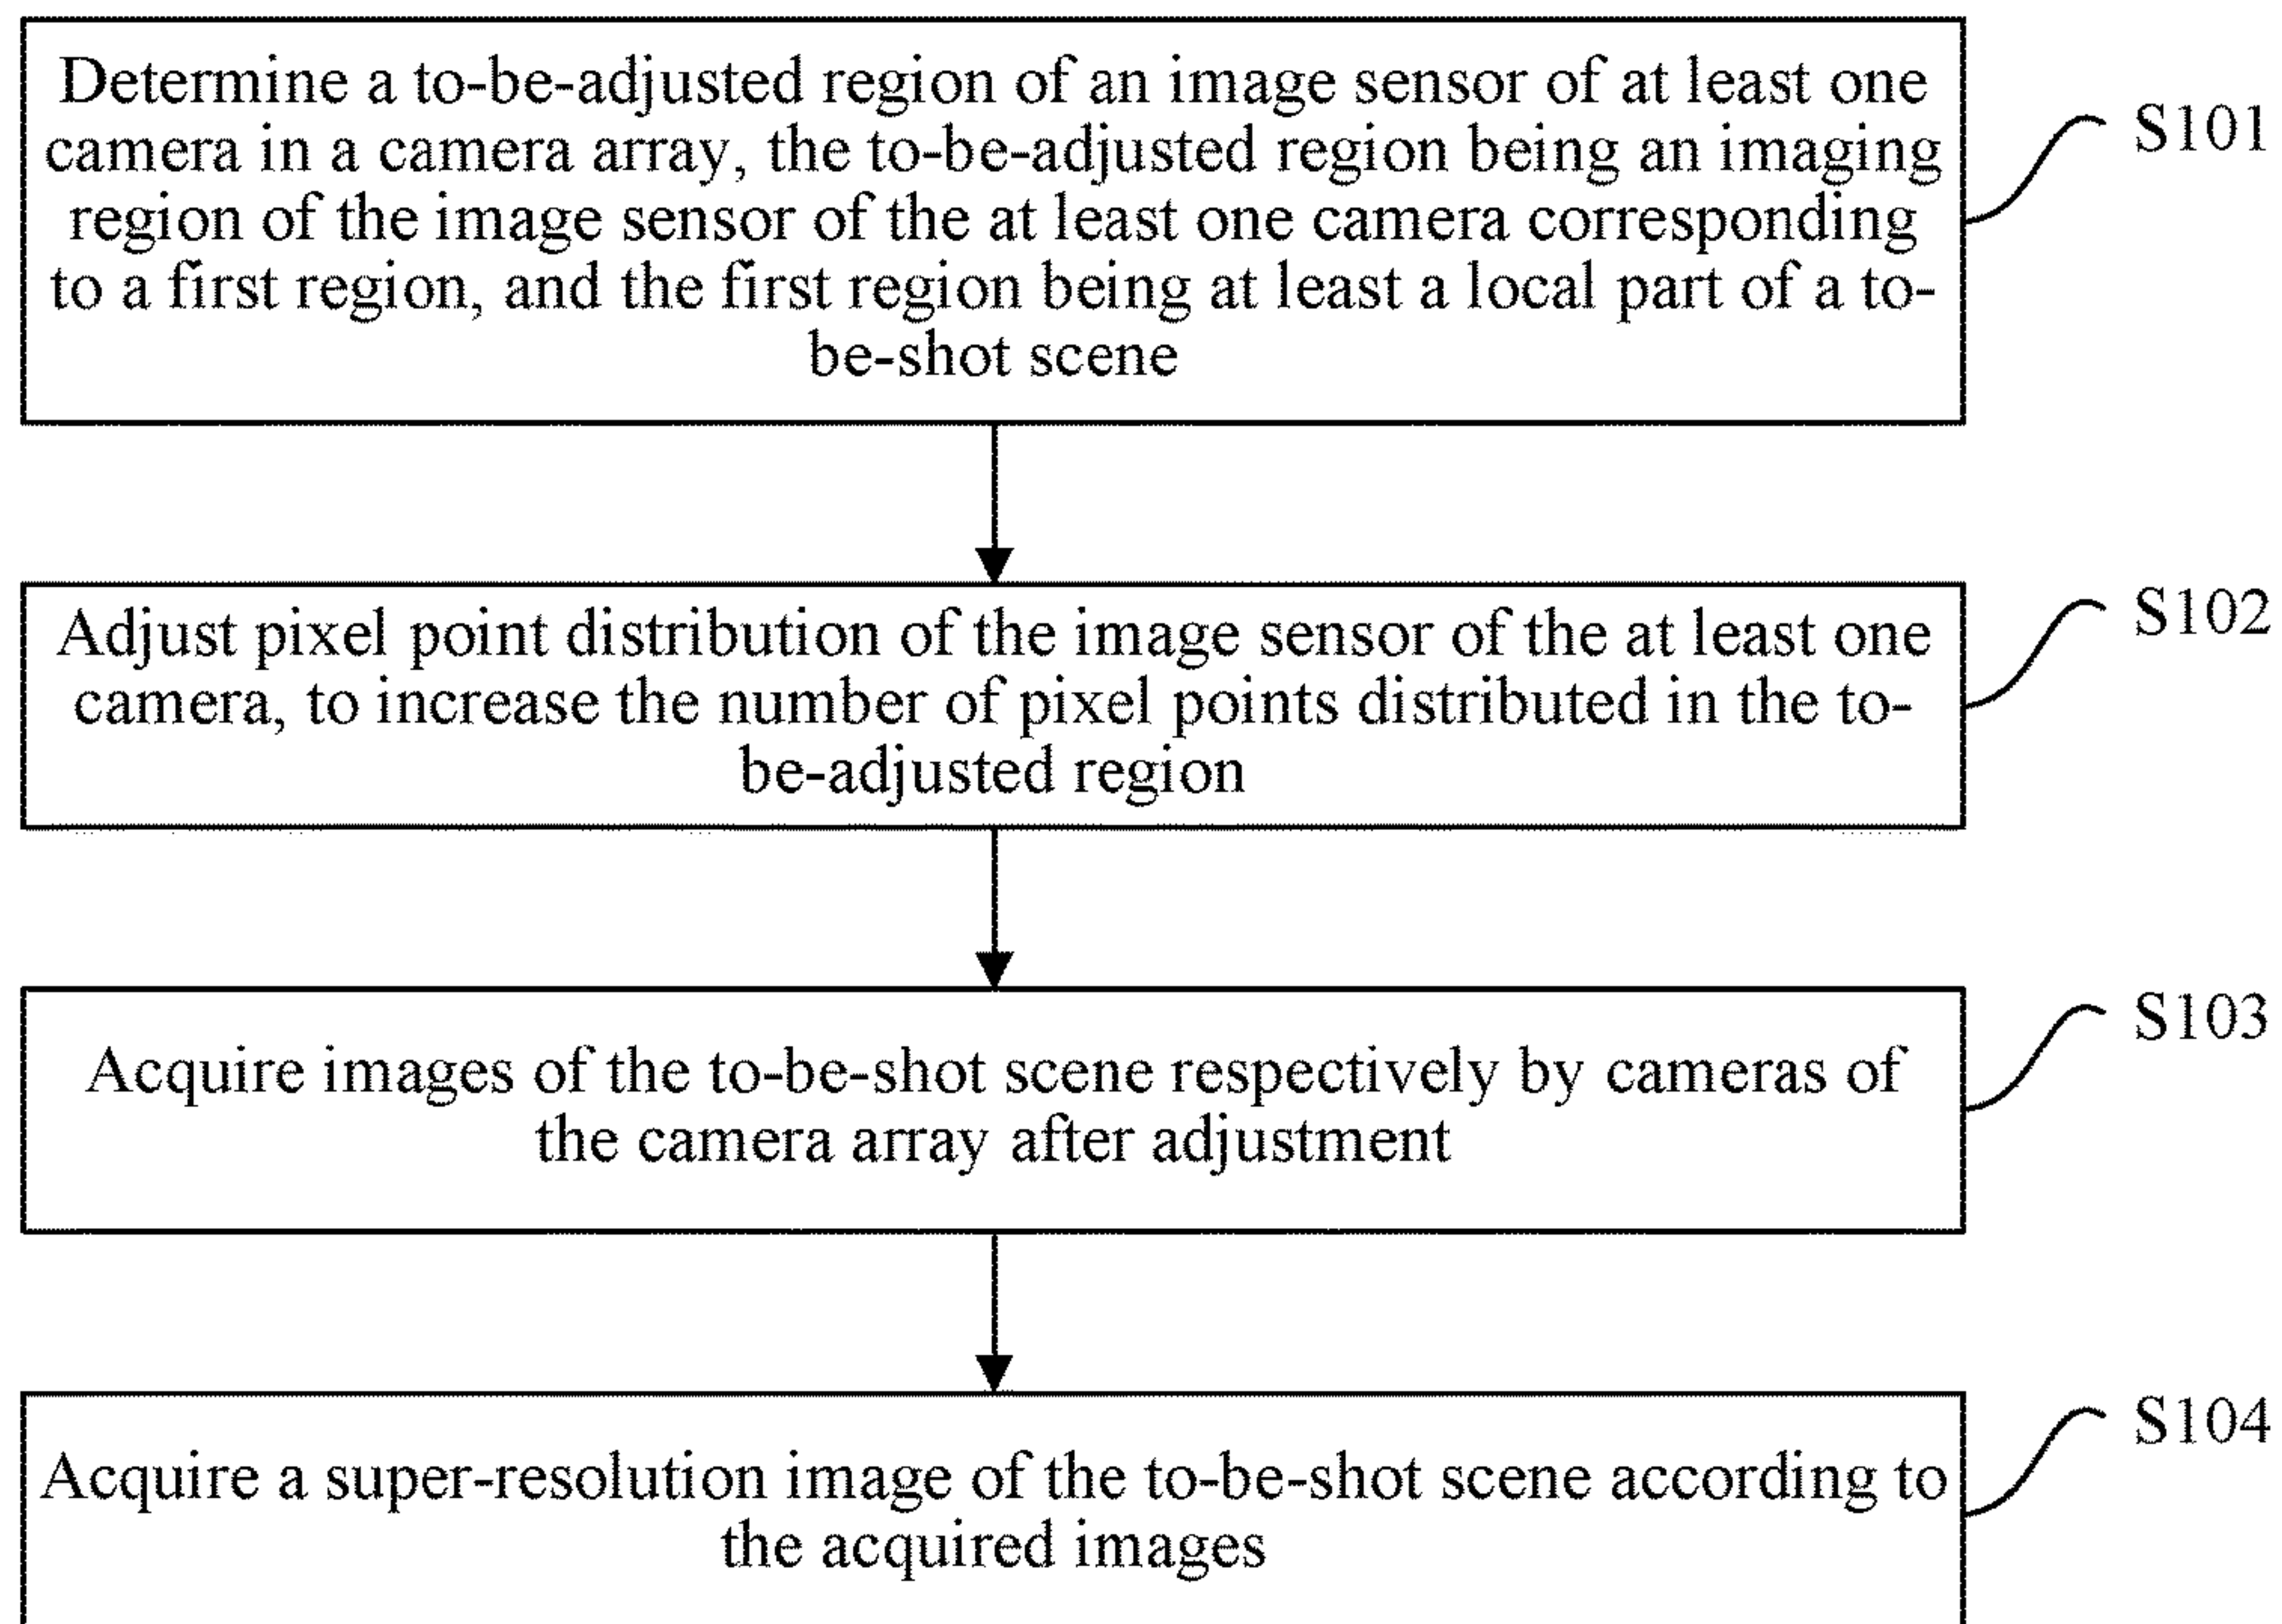 Determine a to-be-adjusted region of an image sensor of at least one
camera in a camera array, the to-be-adjusted region being an imaging
region of the image sensor of the at least one camera corresponding
to a first region, and the first region being at least a local part of a to-
be-shot scene
S101
Adjust pixel point distribution of the image sensor of the at least one
camera, to increase the number of pixel points distributed in the to-
be-adjusted region
S102
Acquire images of the to-be-shot scene respectively by cameras of
the camera array after adjustment
S103
Acquire a super-resolution image of the to-be-shot scene according to
the acquired images
S104